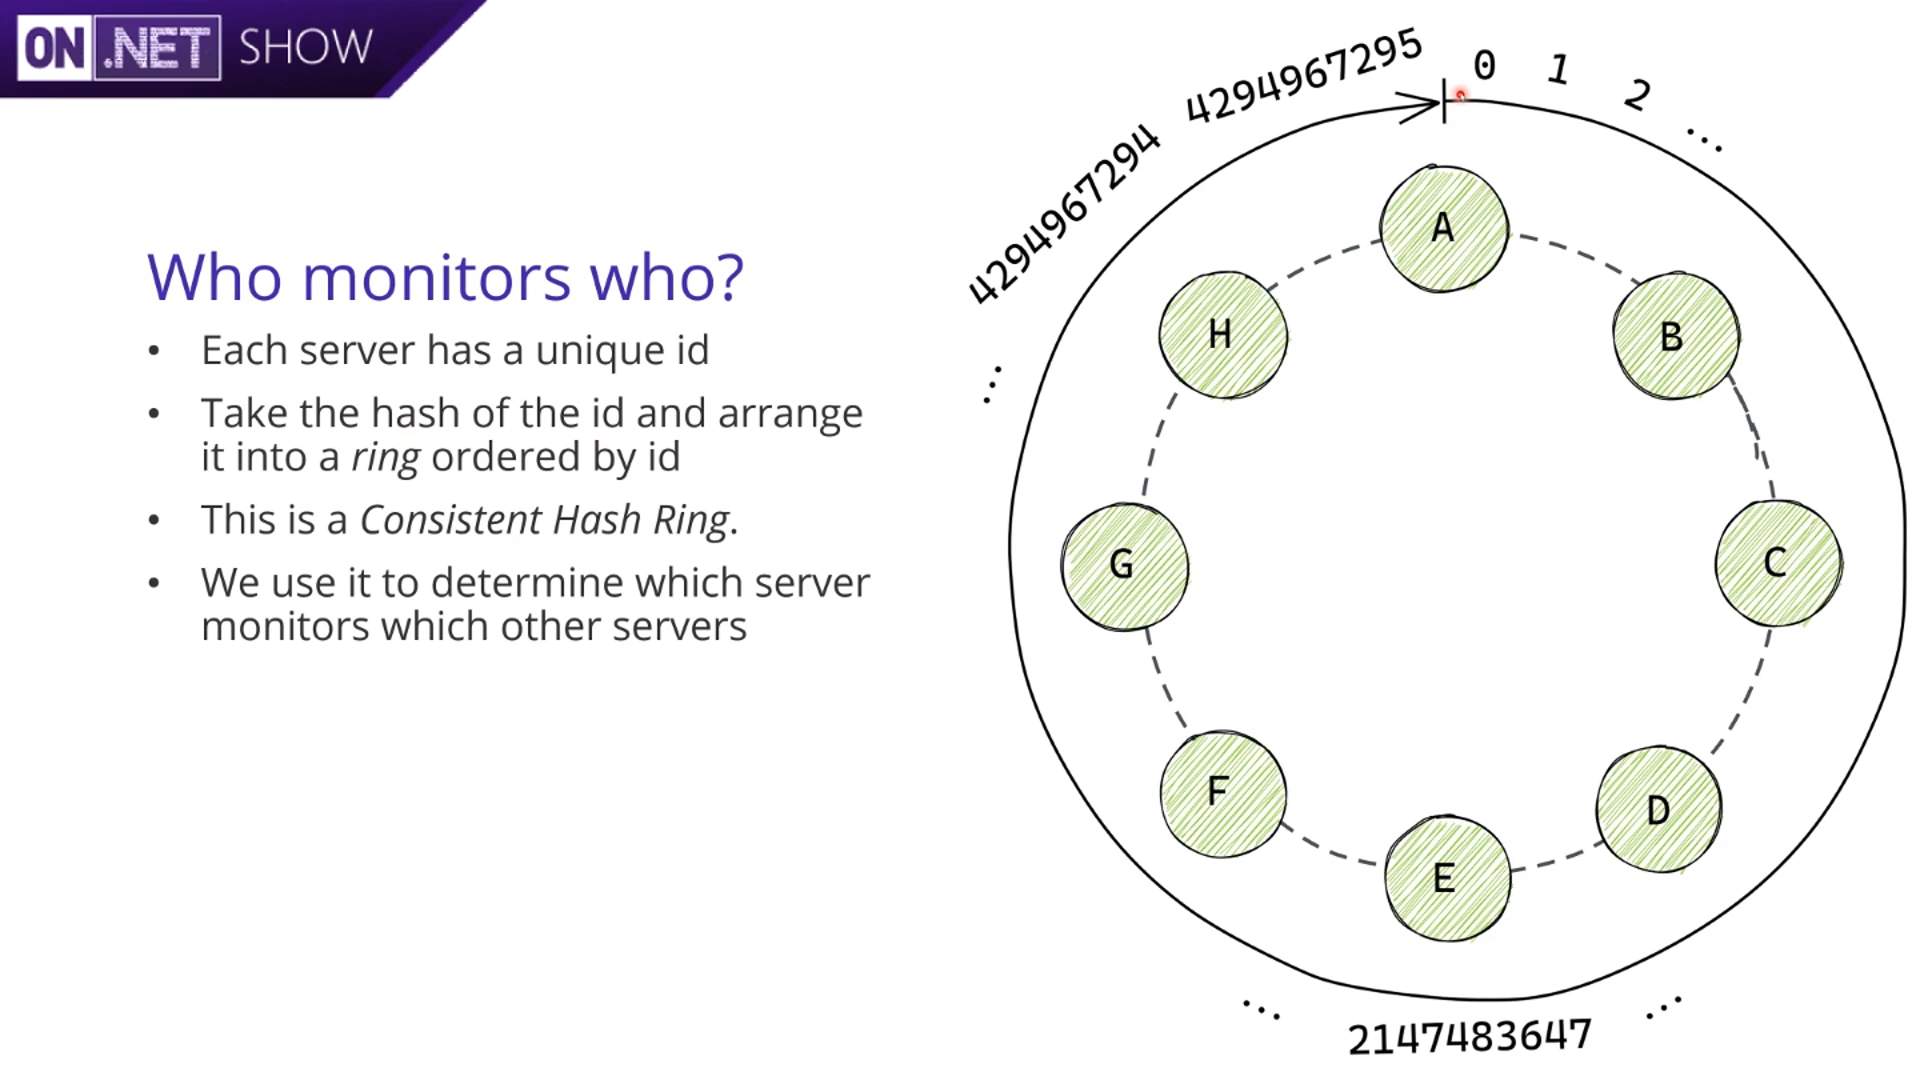 ON .NET SHOW
Who monitors who?
• Each server has a unique id
• Take the hash of the id and arrange
it into a ring ordered by id
• This is a Consistent Hash Ring.
• We use it to determine which server
monitors which other servers
4294967294
4294967295
0 1 2 ...
...
A
B
C
D
E
F
G
H
... 2147483647 ...